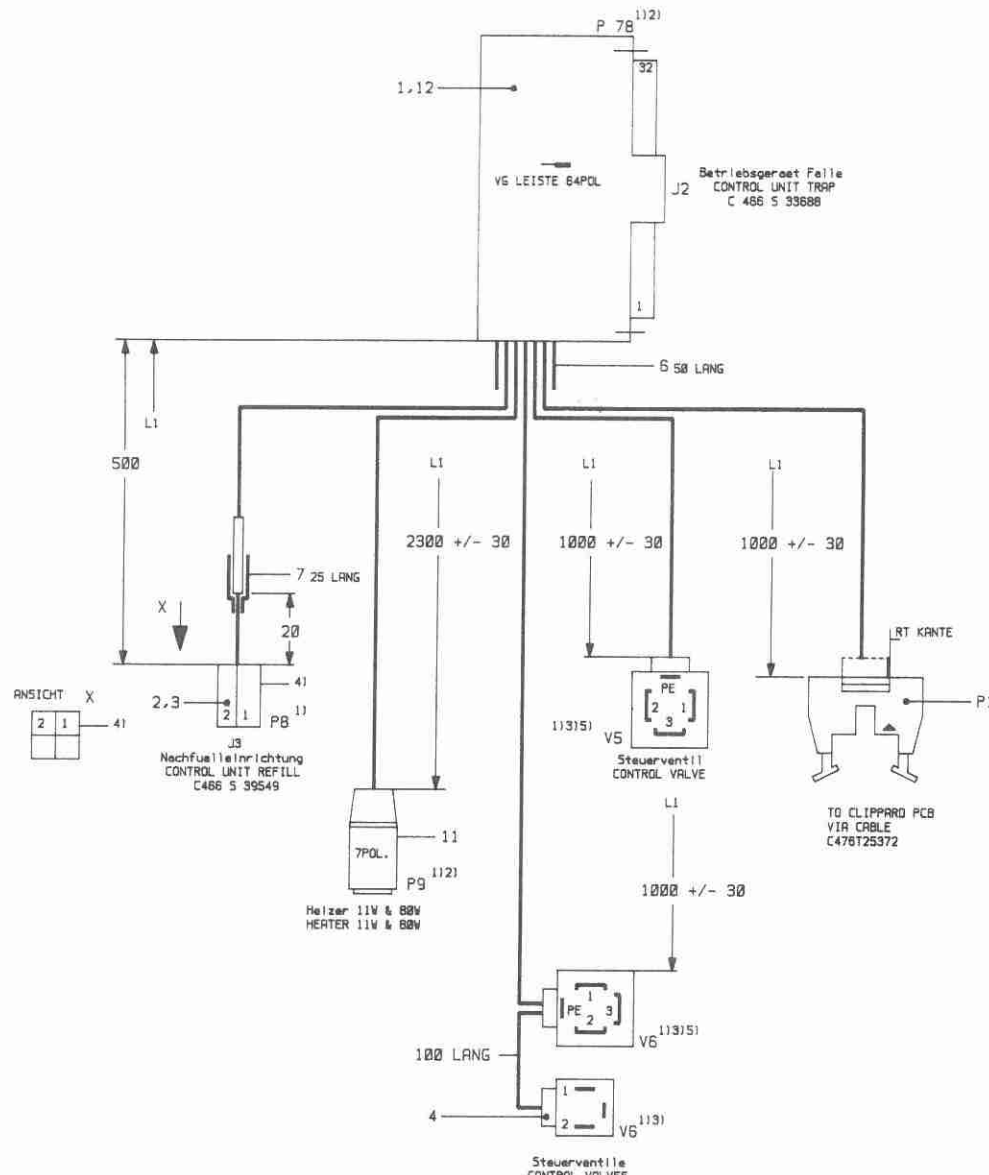 P 78 1)2)
32
1,12
VG LEISTE 64POL
J2
Betriebsgeraet Falle
CONTROL UNIT TRAP
C 466 S 33688
1
6 50 LANG
L1
500
L1
2300 +/- 30
L1
1000 +/- 30
L1
1000 +/- 30
7 25 LANG
X
20
RT KANTE
ANSICHT X
2 1
4)
2,3
2 1
4)
P8 1)
J3
Nachfuelleinrichtung
CONTROL UNIT REFILL
C466 S 39549
PE
2 1
3
1)3)5)
V5
Steuerventil
CONTROL VALVE
TO CLIPPARD PCB
VIA CABLE
C476T25372
L1
1000 +/- 30
7POL.
11
P9 1)2)
Heizer 11W & 80W
HEATER 11W & 80W
1
PE 3
2
V6 1)3)5)
100 LANG
4
1
2
V6 1)3)
Steuerventile
CONTROL VALVES